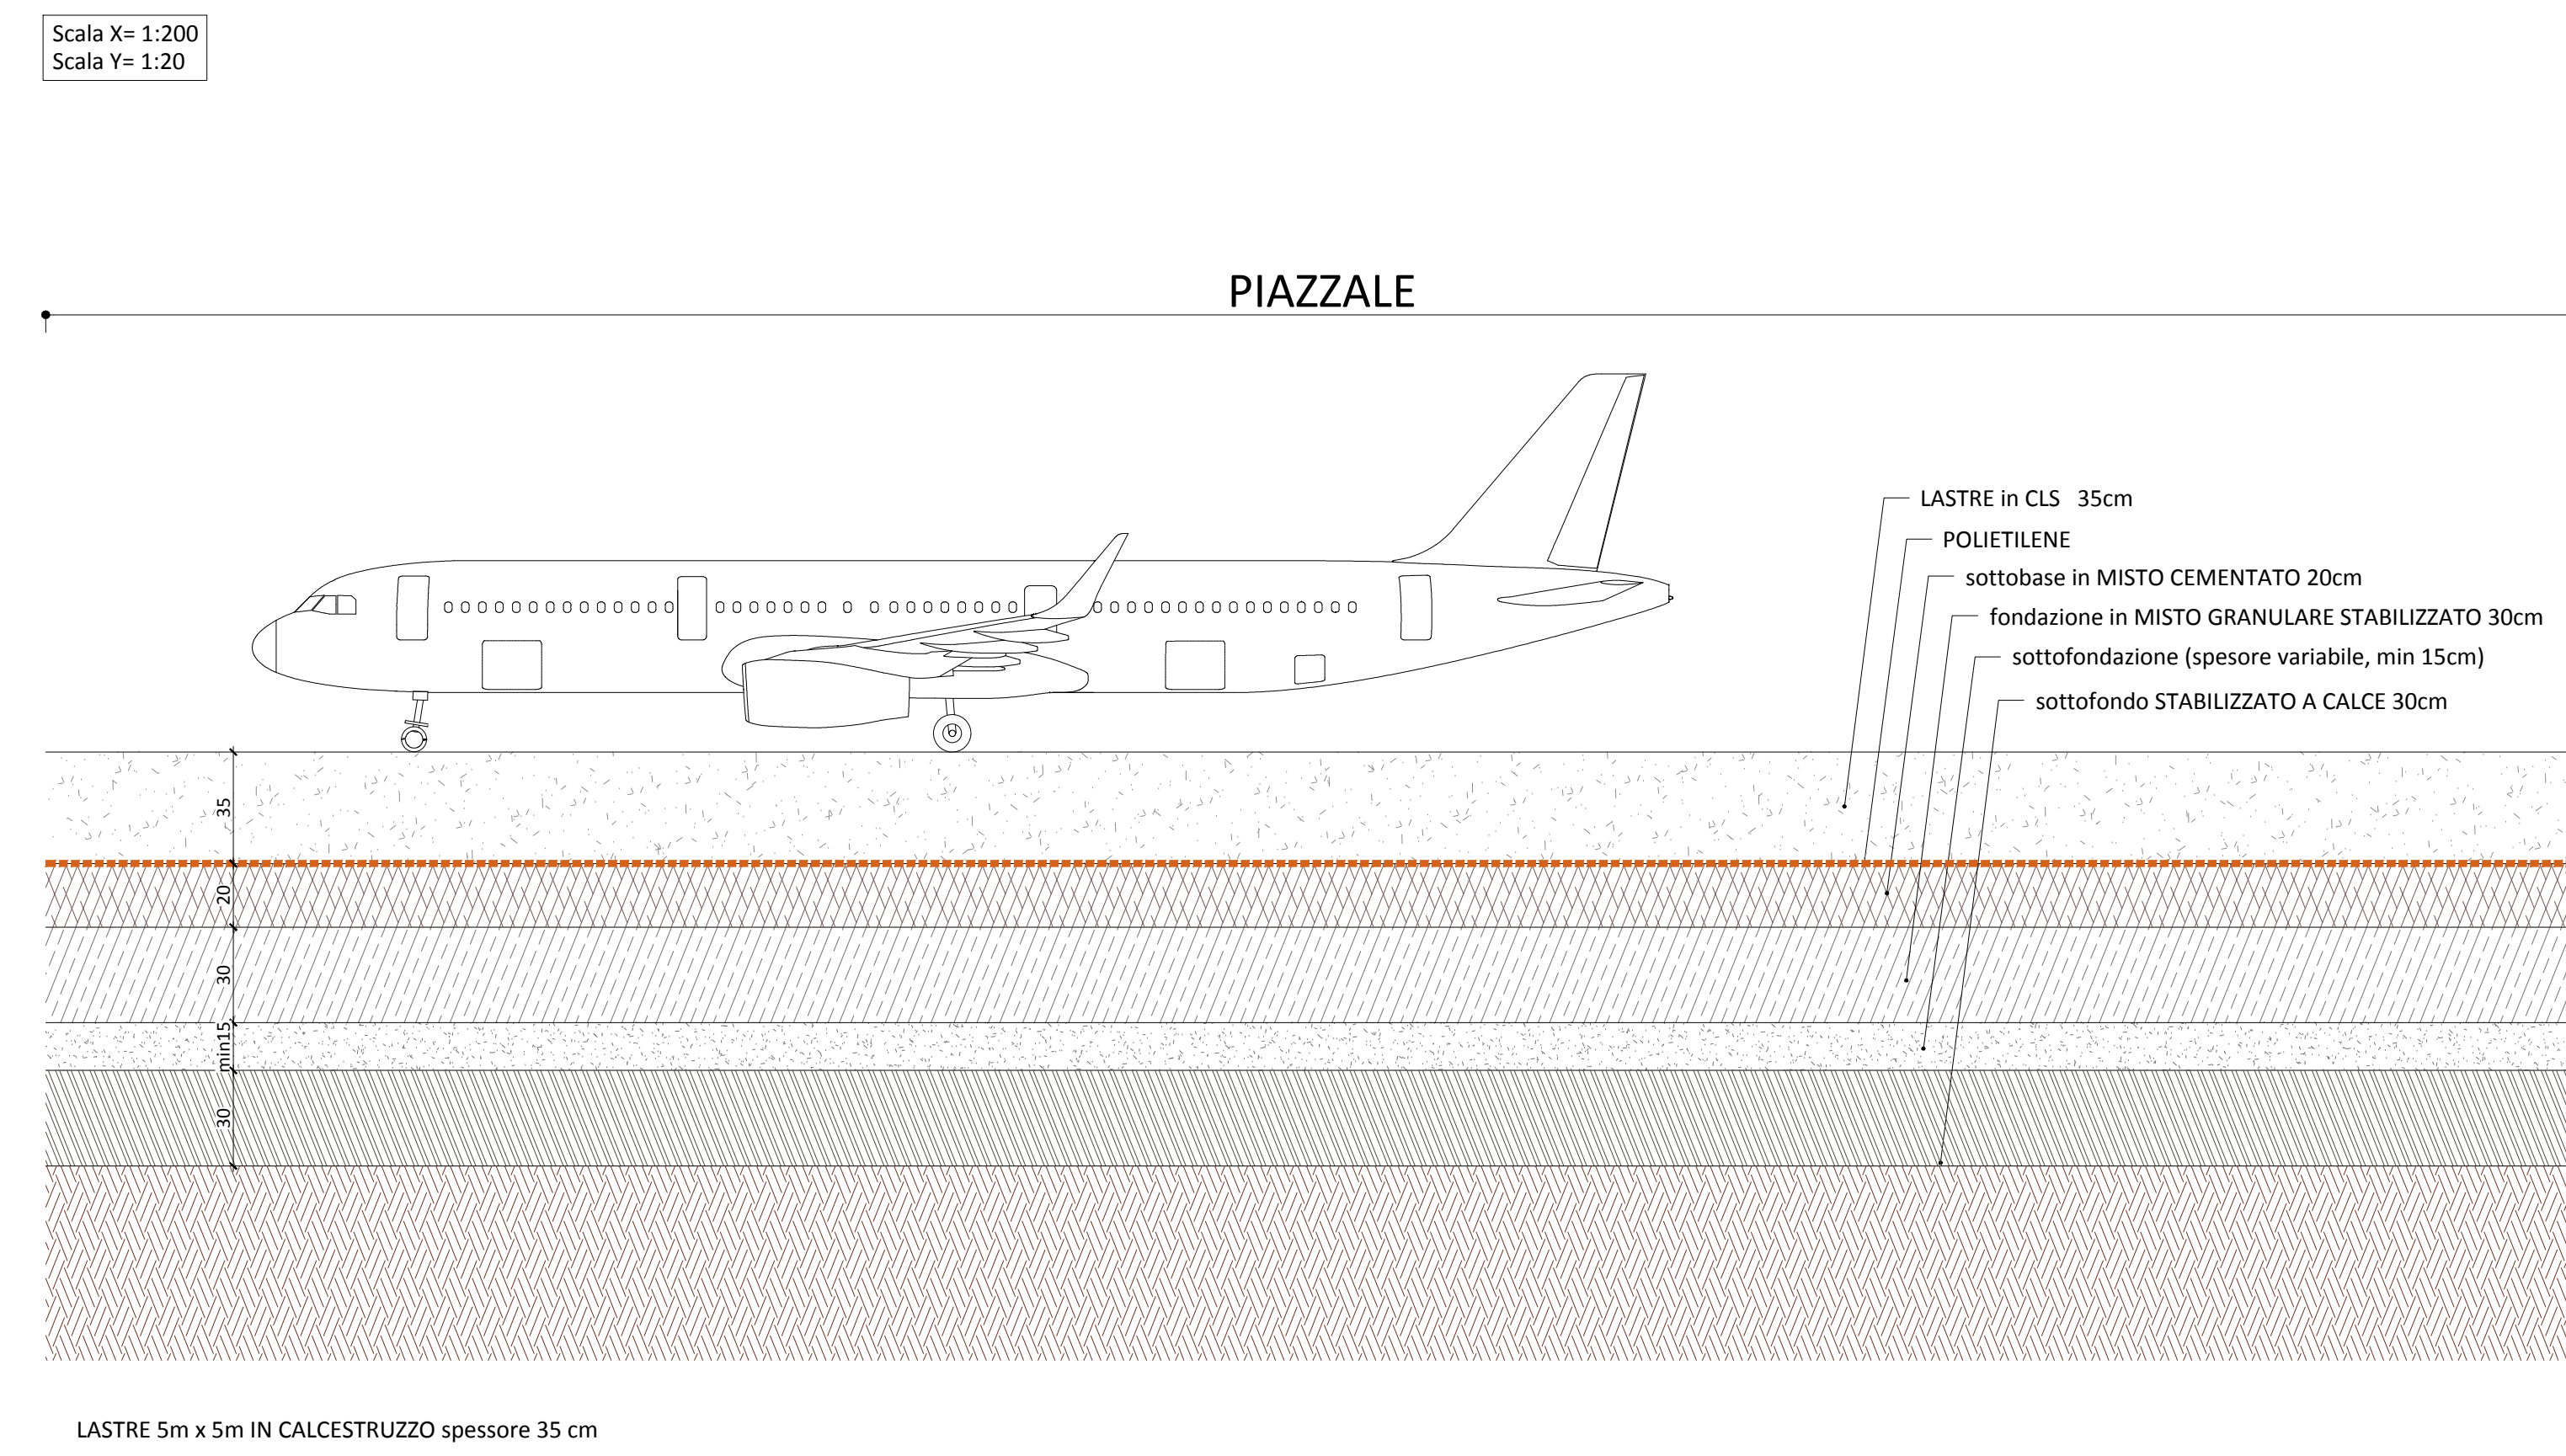 Scala X= 1:200
Scala Y= 1:20
PIAZZALE
LASTRE in CLS 35cm
POLIETILENE
sottobase in MISTO CEMENTATO 20cm
fondazione in MISTO GRANULARE STABILIZZATO 30cm
sottofondazione (spesore variabile, min 15cm)
sottofondo STABILIZZATO A CALCE 30cm
35
20
30
min15
30
LASTRE 5m x 5m IN CALCESTRUZZO spessore 35 cm